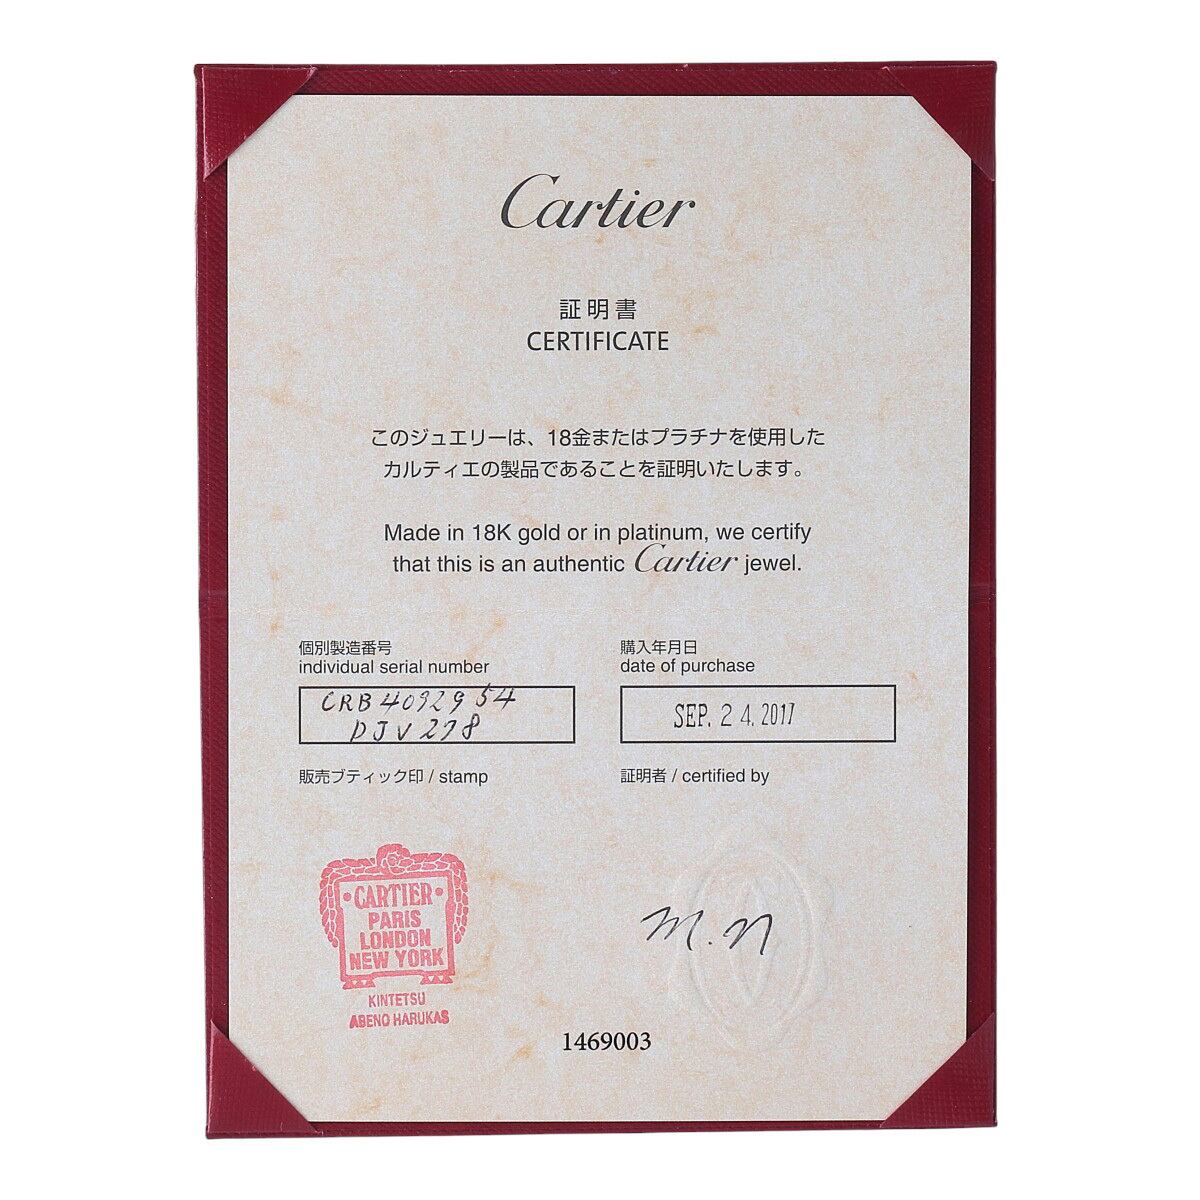 Cartier
証明書
CERTIFICATE
このジュエリーは、18金またはプラチナを使用した
カルティエの製品であることを証明いたします。
Made in 18K gold or in platinum, we certify
that this is an authentic Cartier jewel.
個別製造番号
individual serial number
CRB4092954
DJV278
購入年月日
date of purchase
SEP. 24. 2017
販売ブティック印 / stamp
CARTIER
PARIS
LONDON
NEW YORK
KINTETSU
ABENO HARUKAS
証明者 / certified by
M.n
1469003